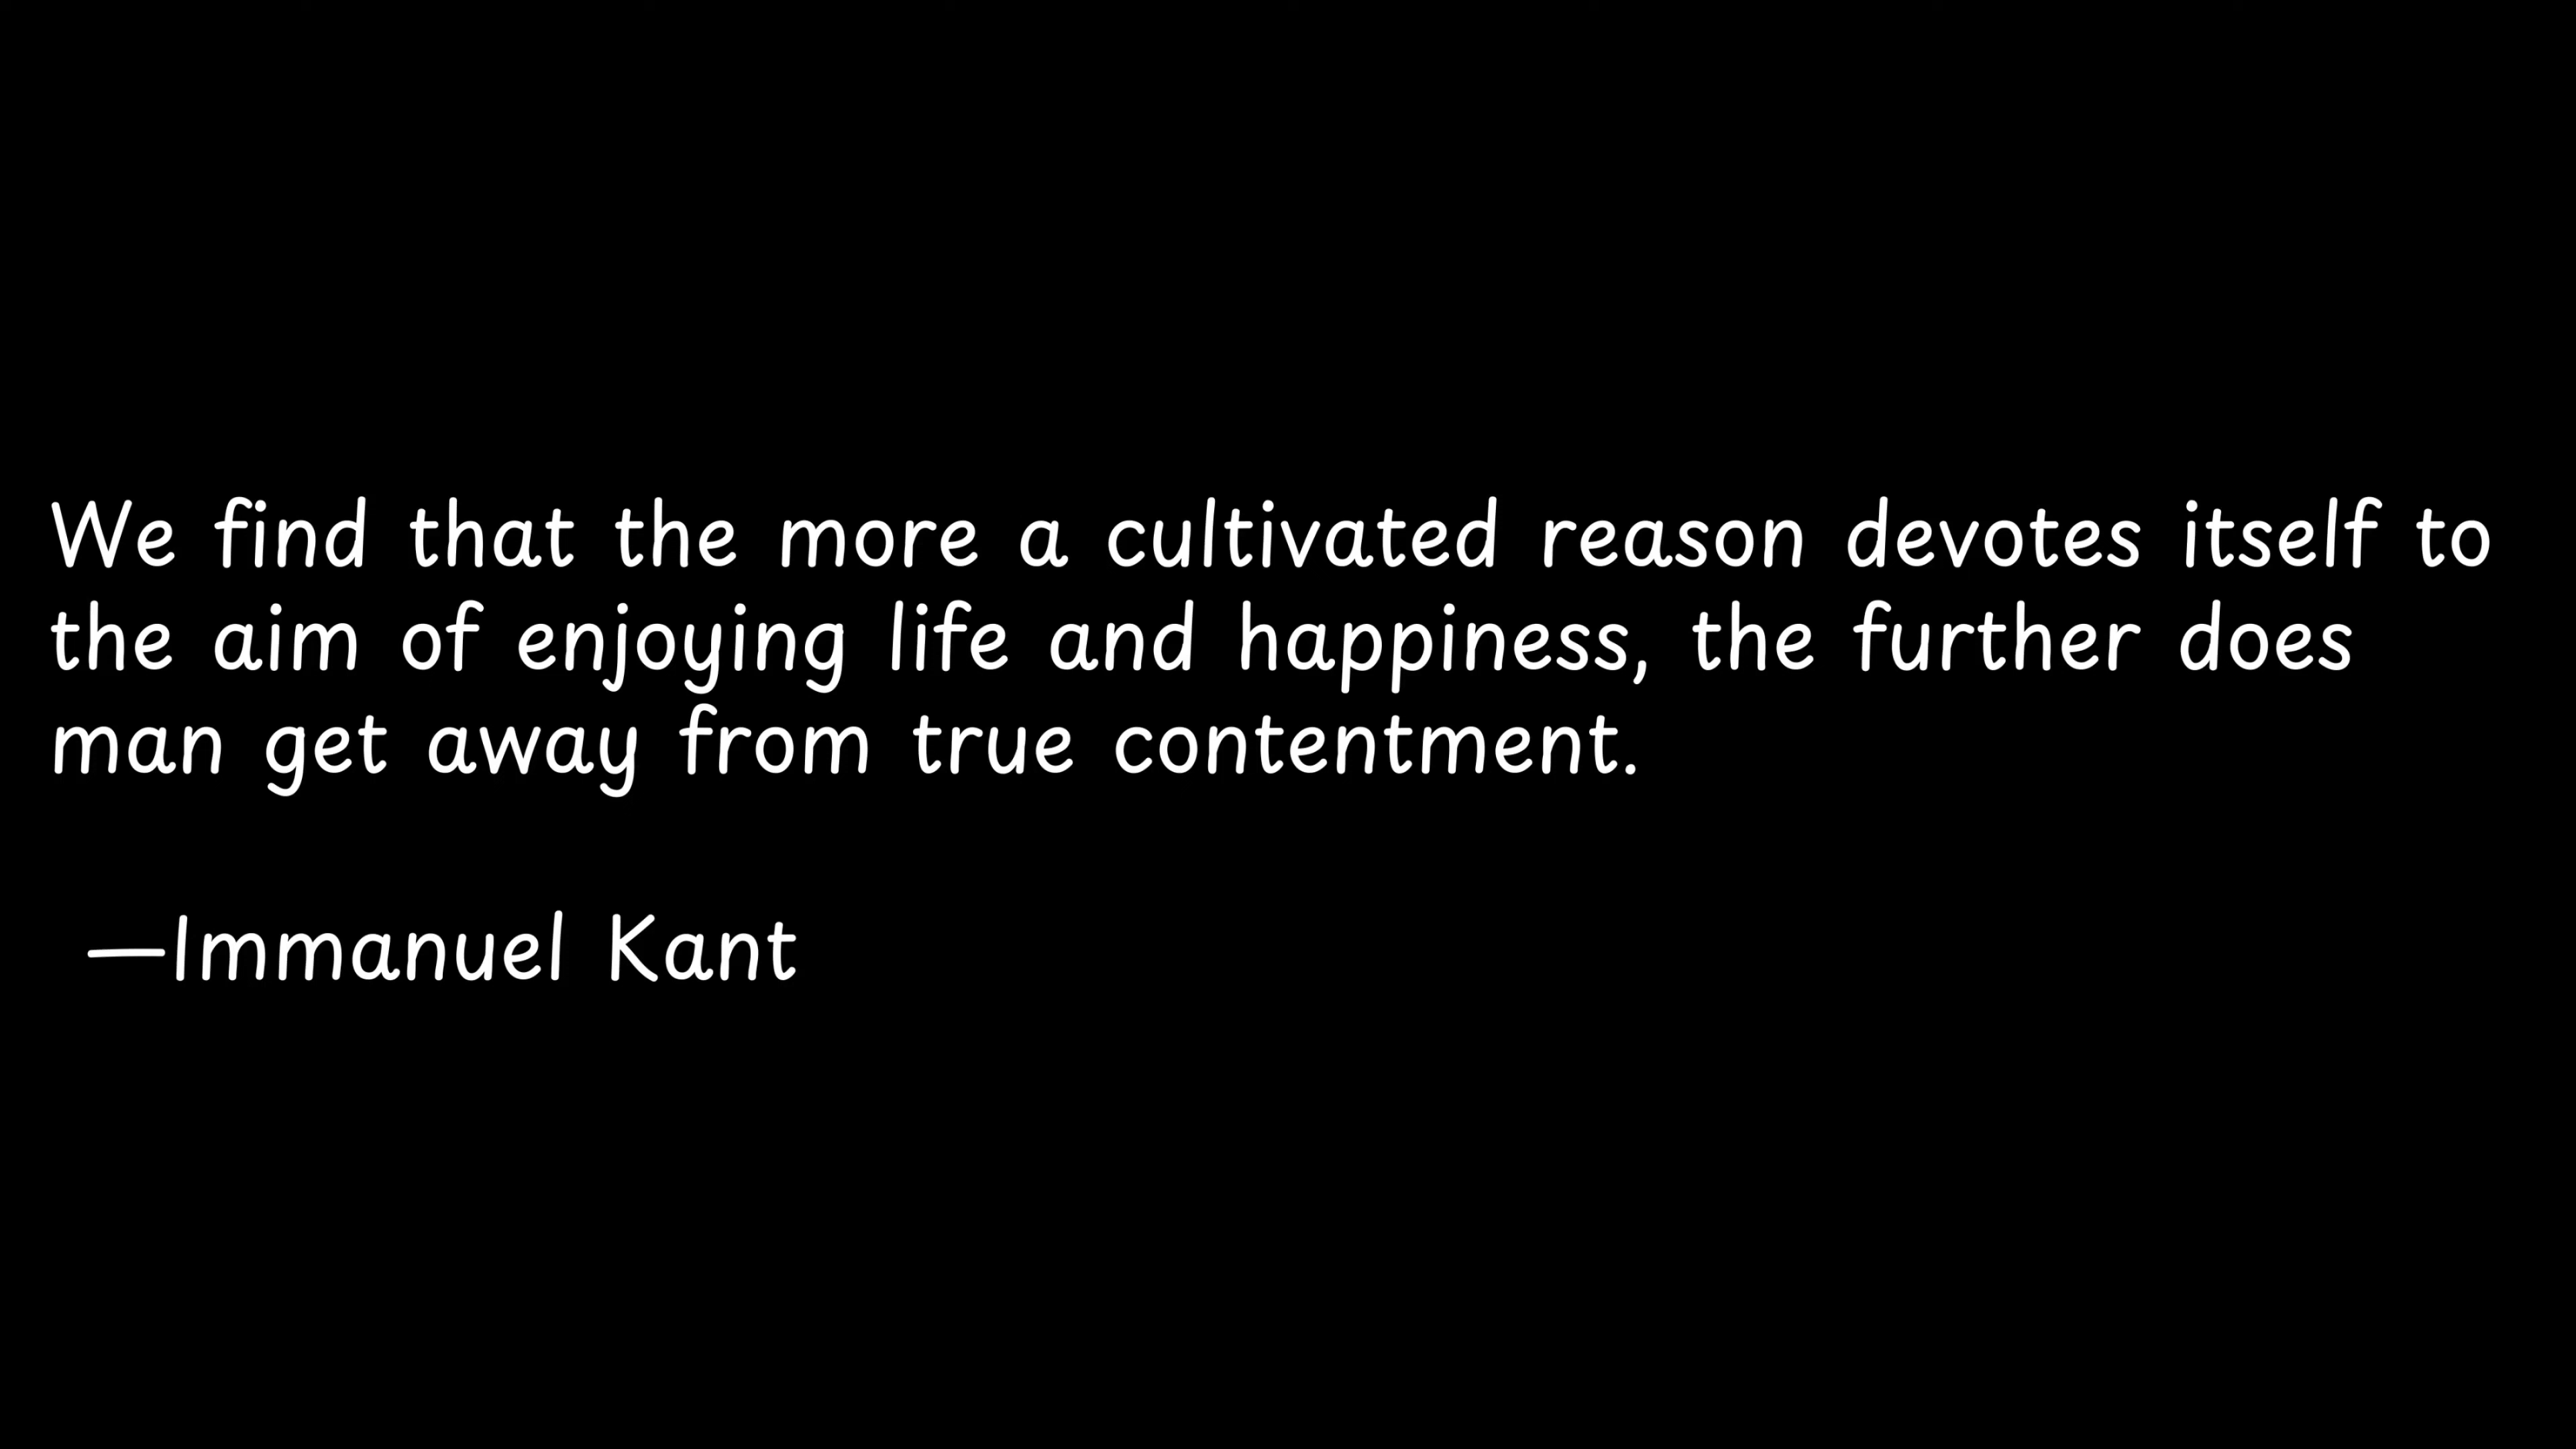 We find that the more a cultivated reason devotes itself to
the aim of enjoying life and happiness, the further does
man get away from true contentment.
—Immanuel Kant